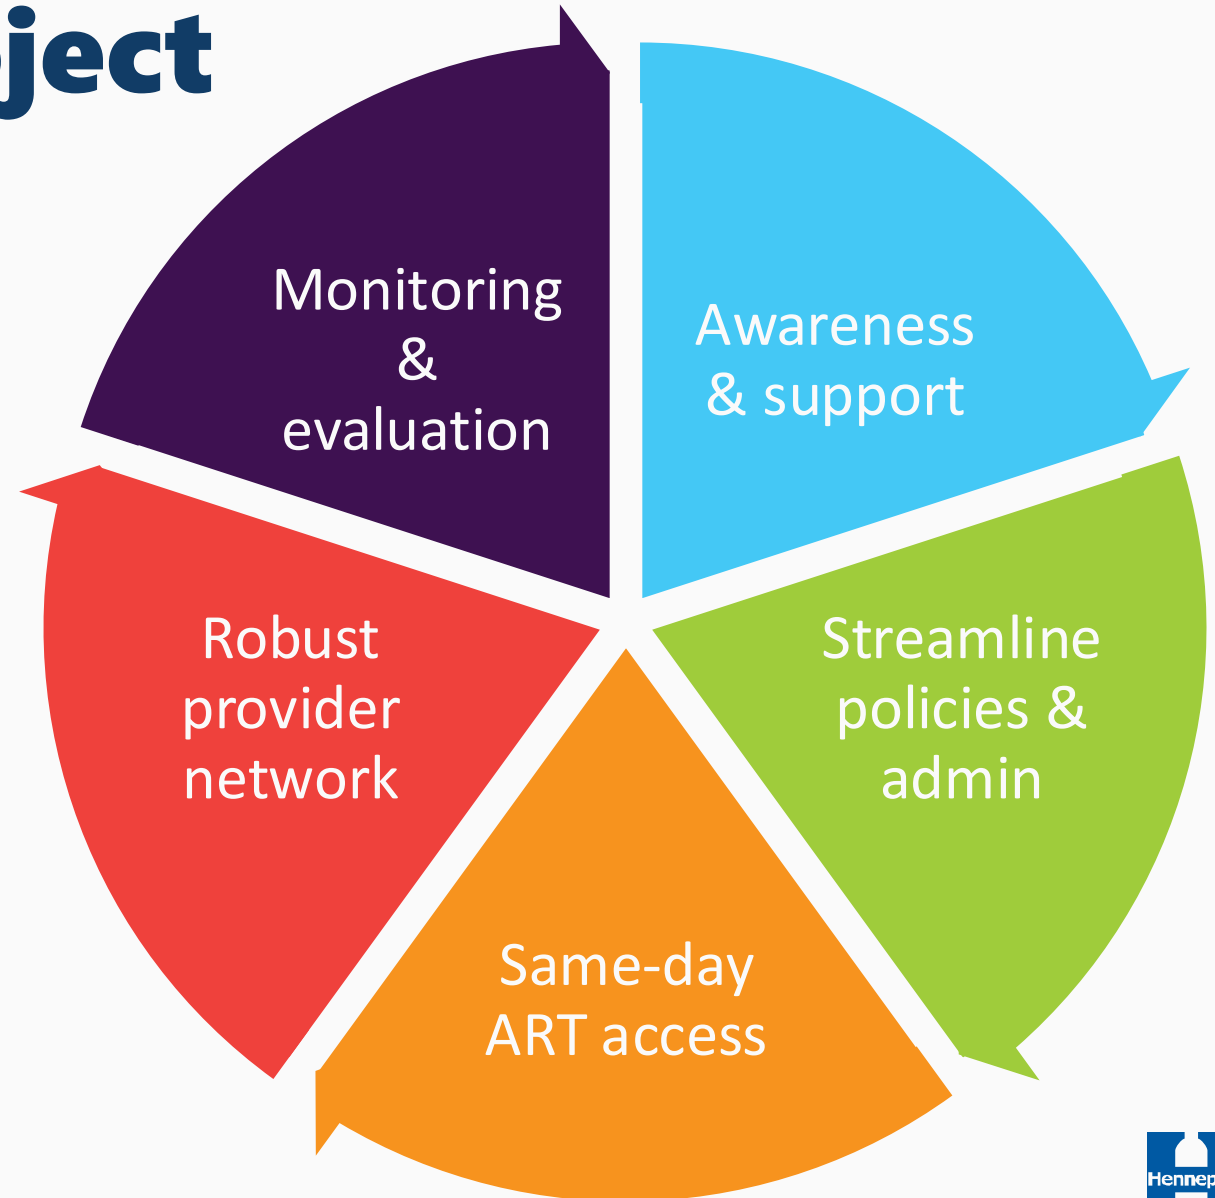 ject
Awareness
& support
Streamline
policies &
admin
Same-day
ART access
Robust
provider
network
Monitoring
&
evaluation
Hennep